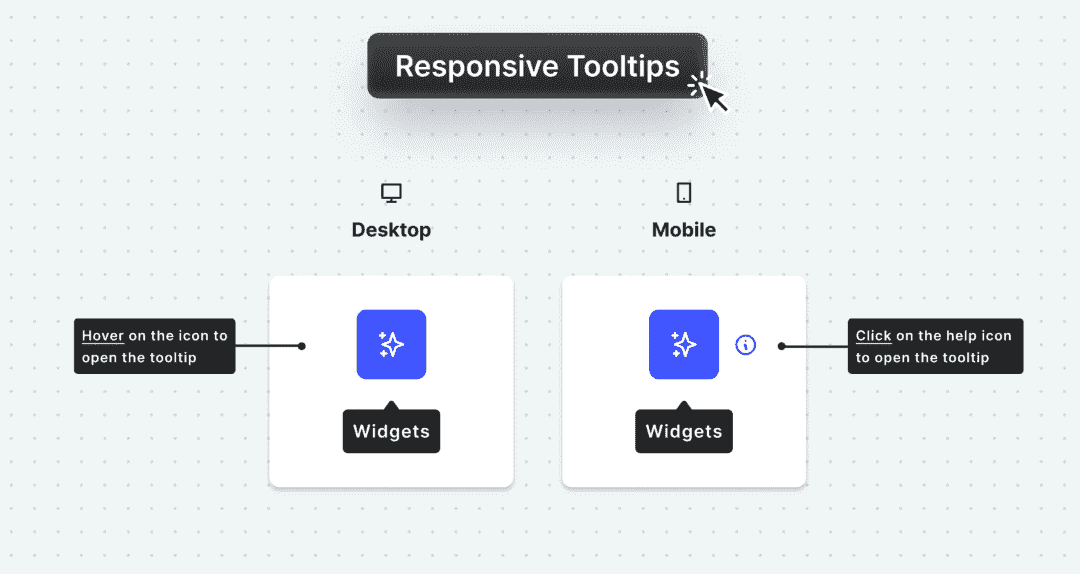 Responsive Tooltips
Desktop
Mobile
Hover on the icon to
open the tooltip
Widgets
Widgets
Click on the help icon
to open the tooltip